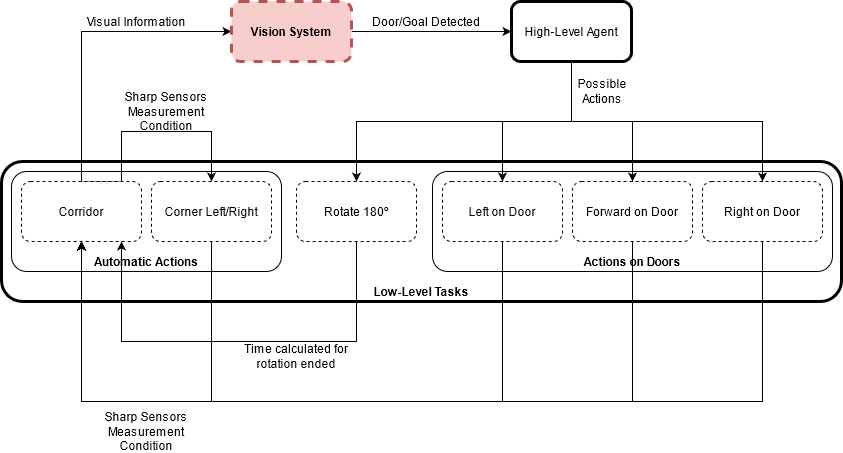 Visual Information
Vision System
Door/Goal Detected
High-Level Agent
Possible
Actions
Sharp Sensors
Measurement
Condition
Corridor
Corner Left/Right
Rotate 180º
Left on Door
Forward on Door
Right on Door
Automatic Actions
Actions on Doors
Low-Level Tasks
Time calculated for
rotation ended
Sharp Sensors
Measurement
Condition